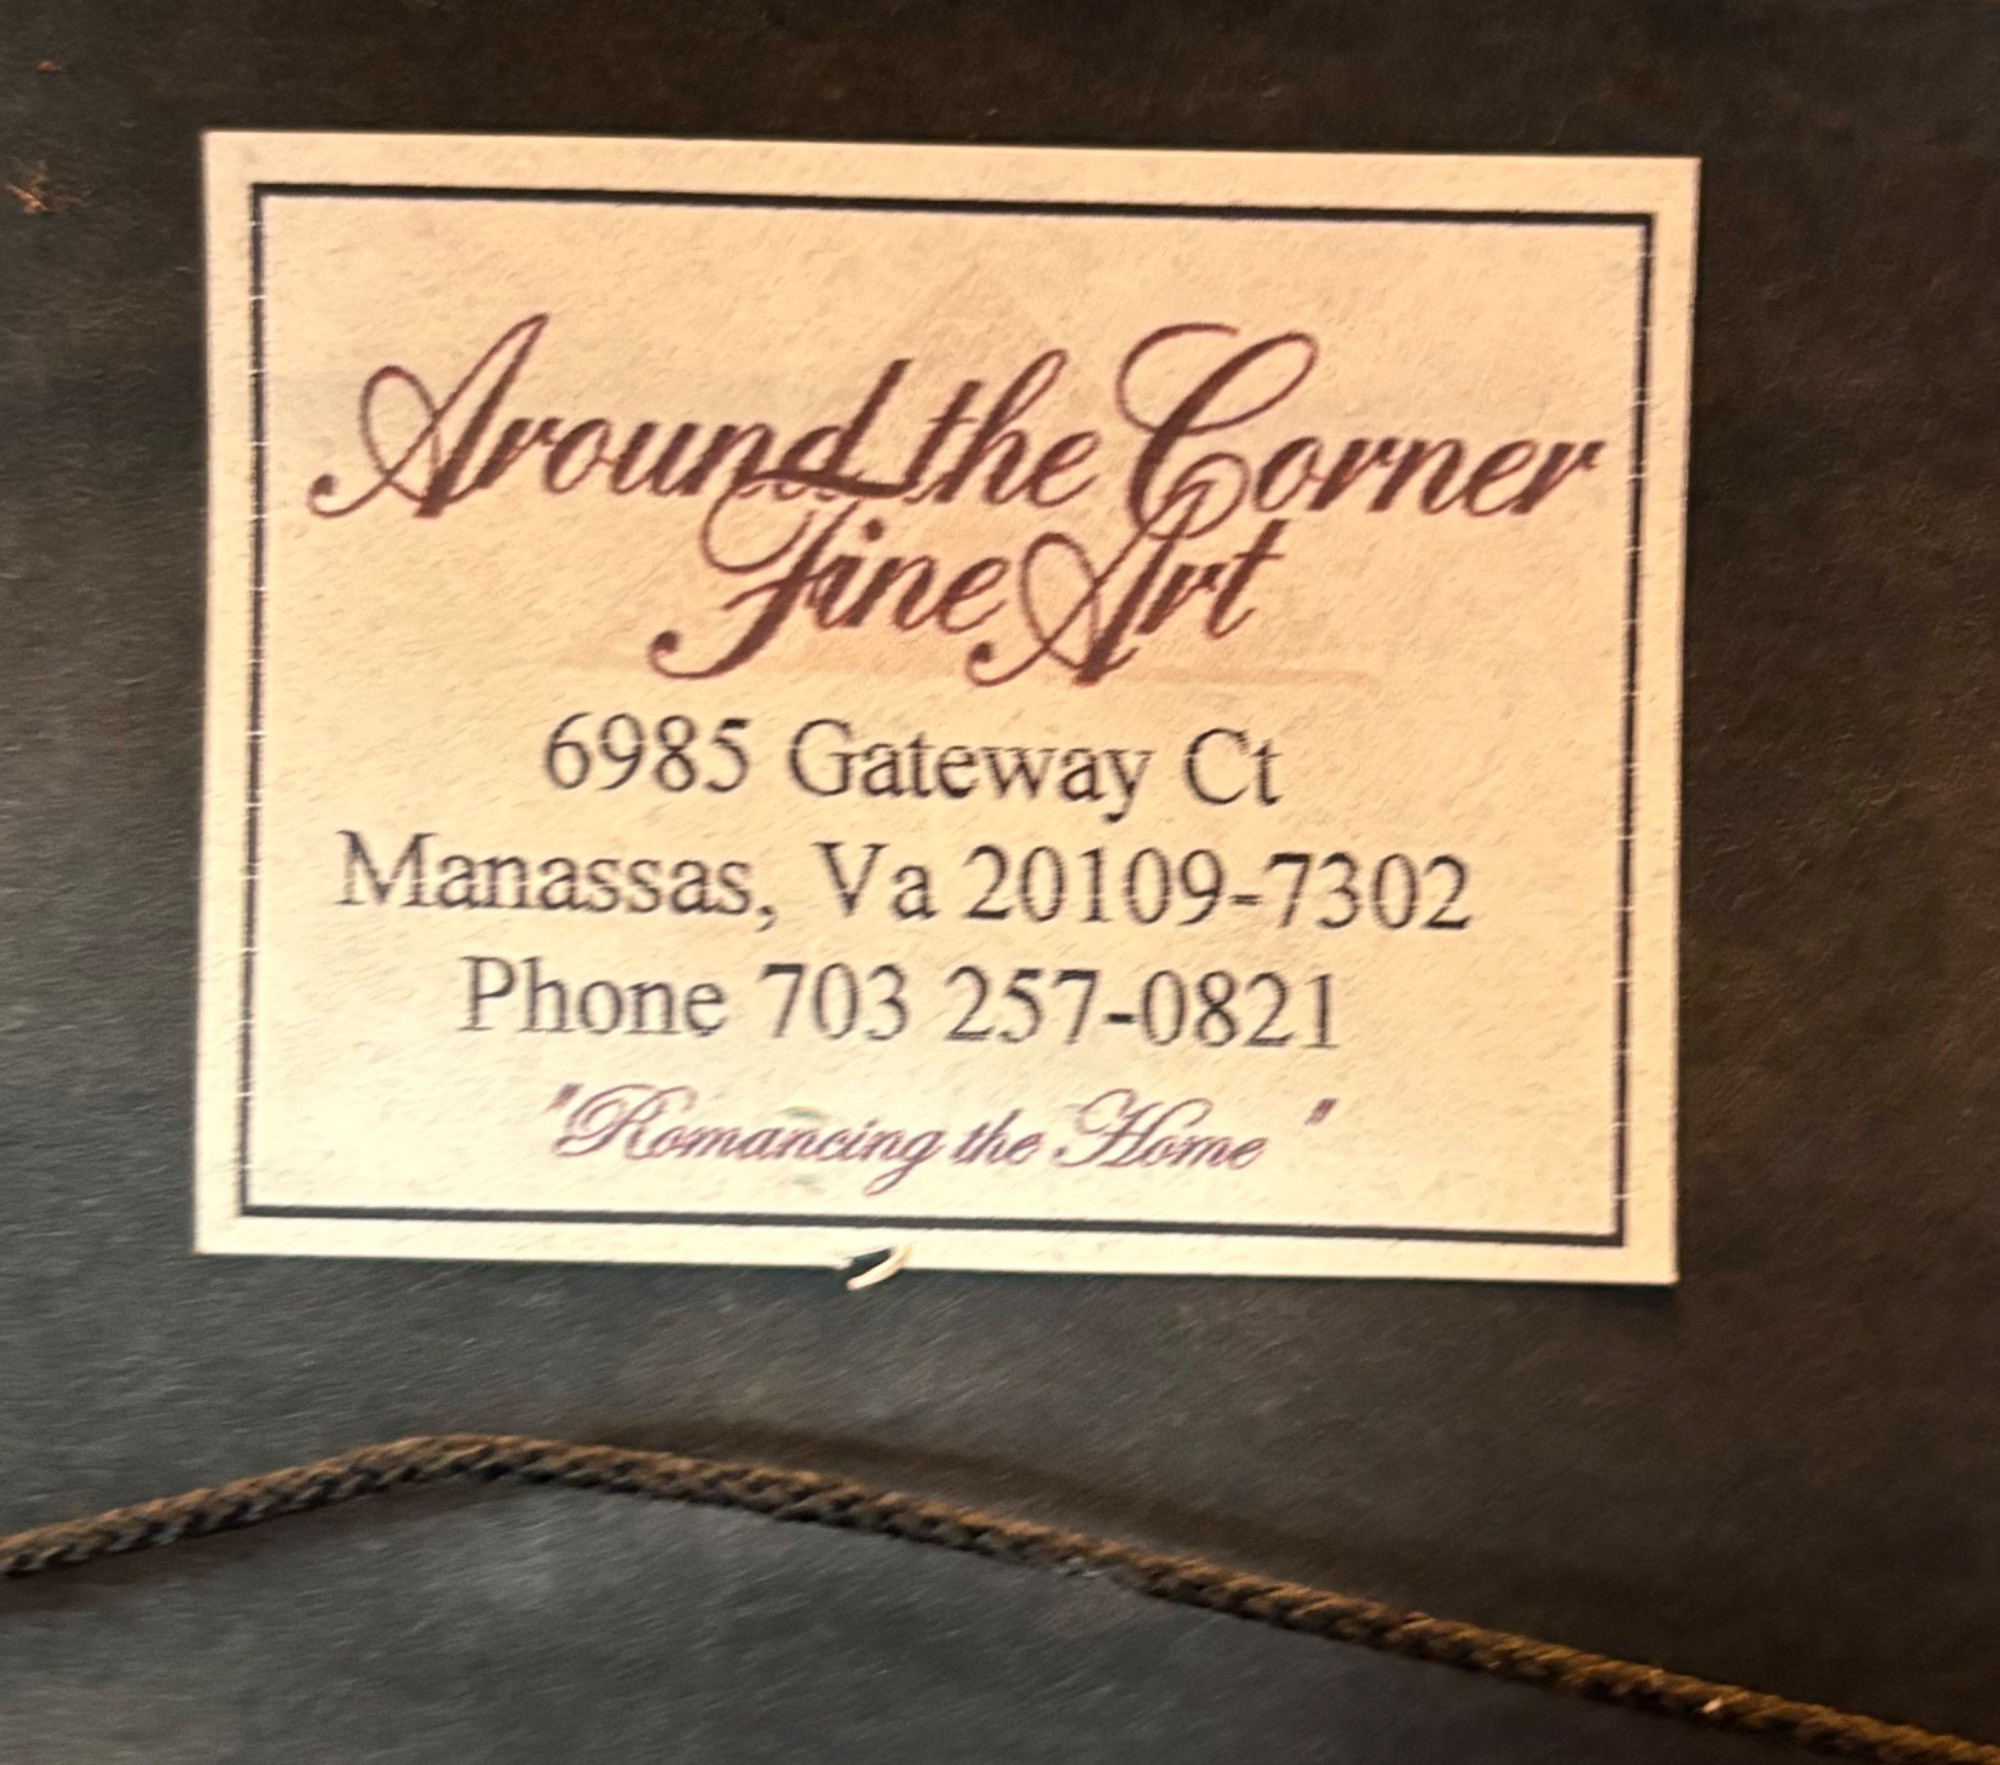 Around the Corner
Fine Art
6985 Gateway Ct
Manassas, Va 20109-7302
Phone 703 257-0821
"Romancing the Home "